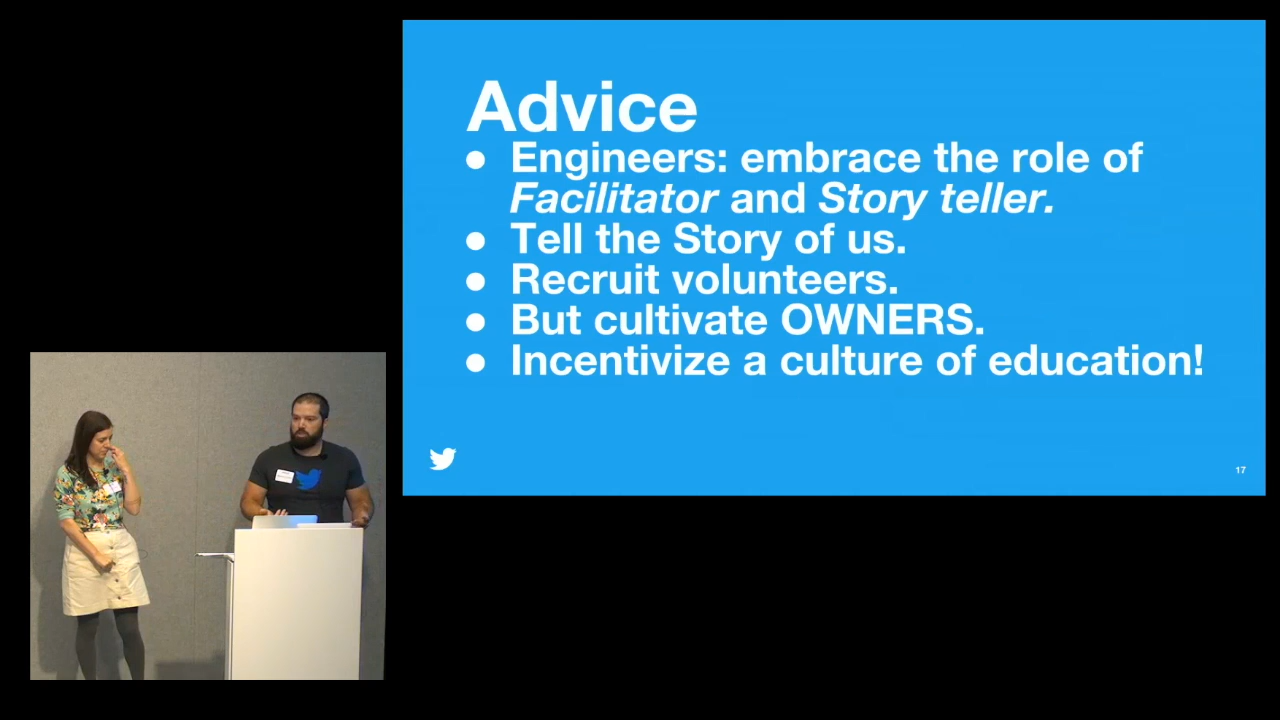 Advice
● Engineers: embrace the role of
Facilitator and Story teller.
● Tell the Story of us.
● Recruit volunteers.
● But cultivate OWNERS.
● Incentivize a culture of education!
17